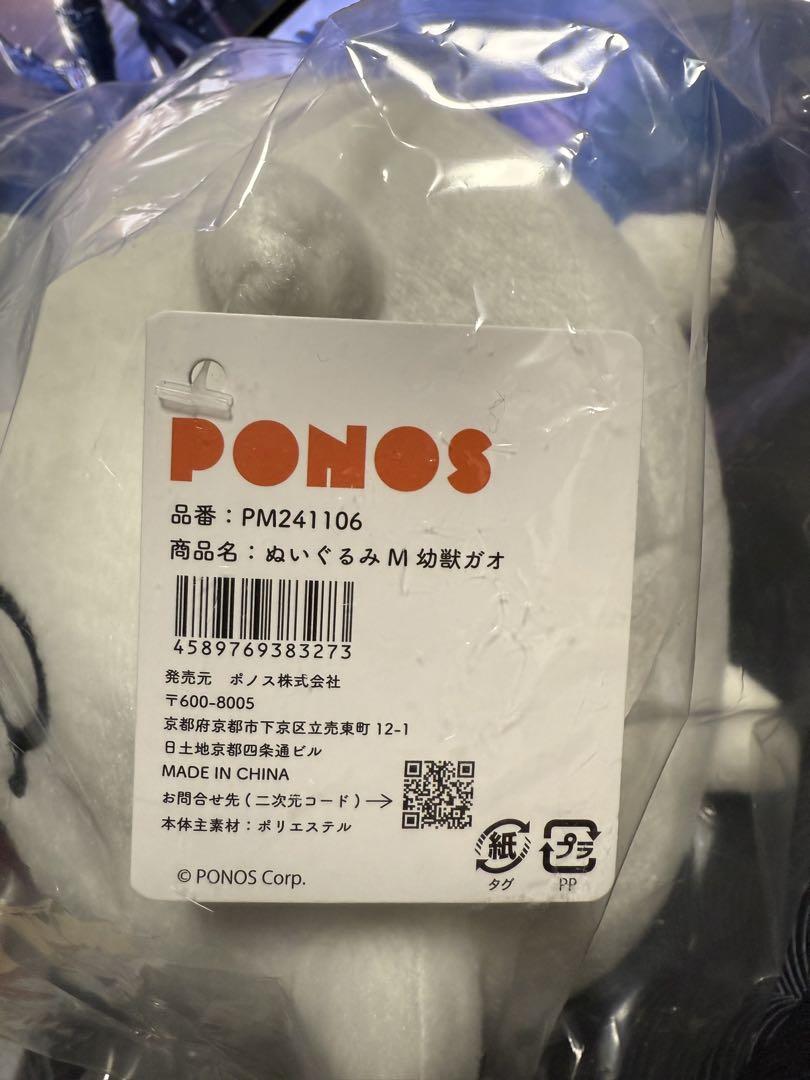 PONOS
品番：PM241106
商品名：ぬいぐるみ M 幼獣ガオ
4589769383273
発売元　ポノス株式会社
〒600-8005
京都府京都市下京区立売東町 12-1
日土地京都四条通ビル
MADE IN CHINA
お問合せ先 ( 二次元コード ) →
本体主素材：ポリエステル
紙
タグ
プラ
PP
© PONOS Corp.